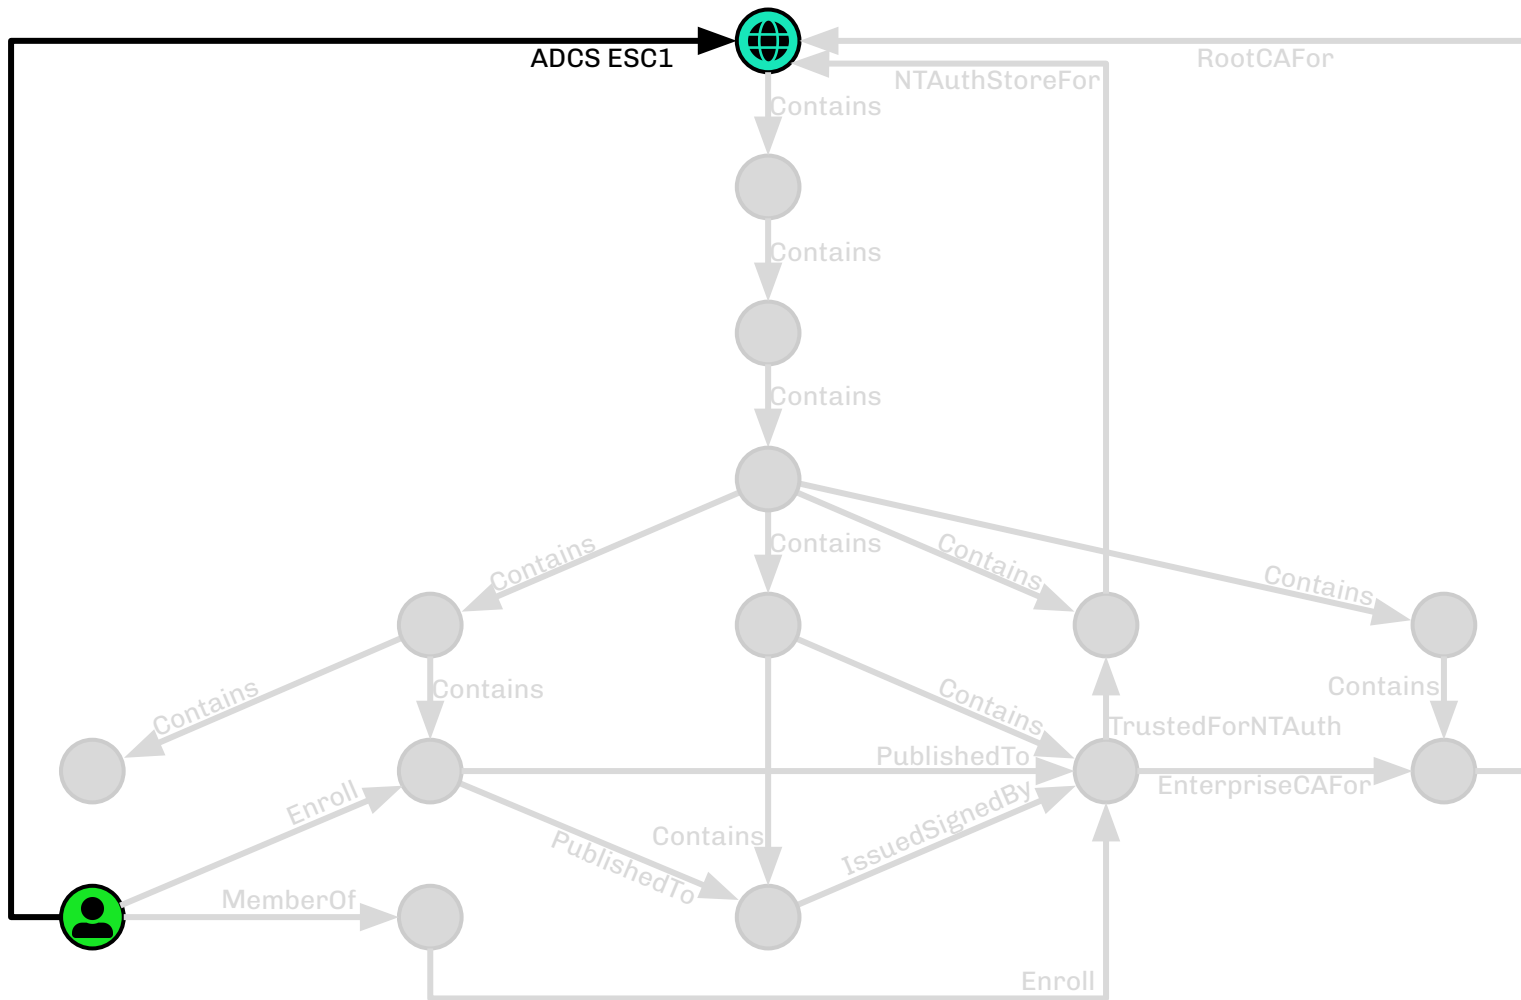 ADCS ESC1
RootCAFor
NTAuthStoreFor
Contains
Contains
Contains
Contains
Contains
Contains
Contains
Contains
Contains
Contains
Contains
TrustedForNTAuth
PublishedTo
EnterpriseCAFor
Enroll
IssuedSignedBy
Contains
PublishedTo
MemberOf
Enroll